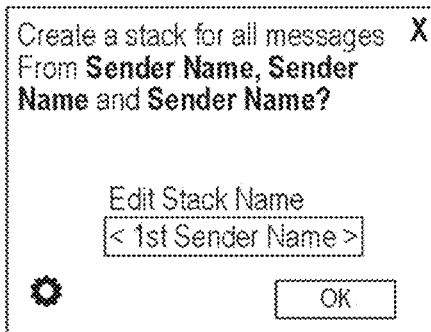 Create a stack for all messages X
From Sender Name, Sender
Name and Sender Name?
Edit Stack Name
< 1st Sender Name >
OK